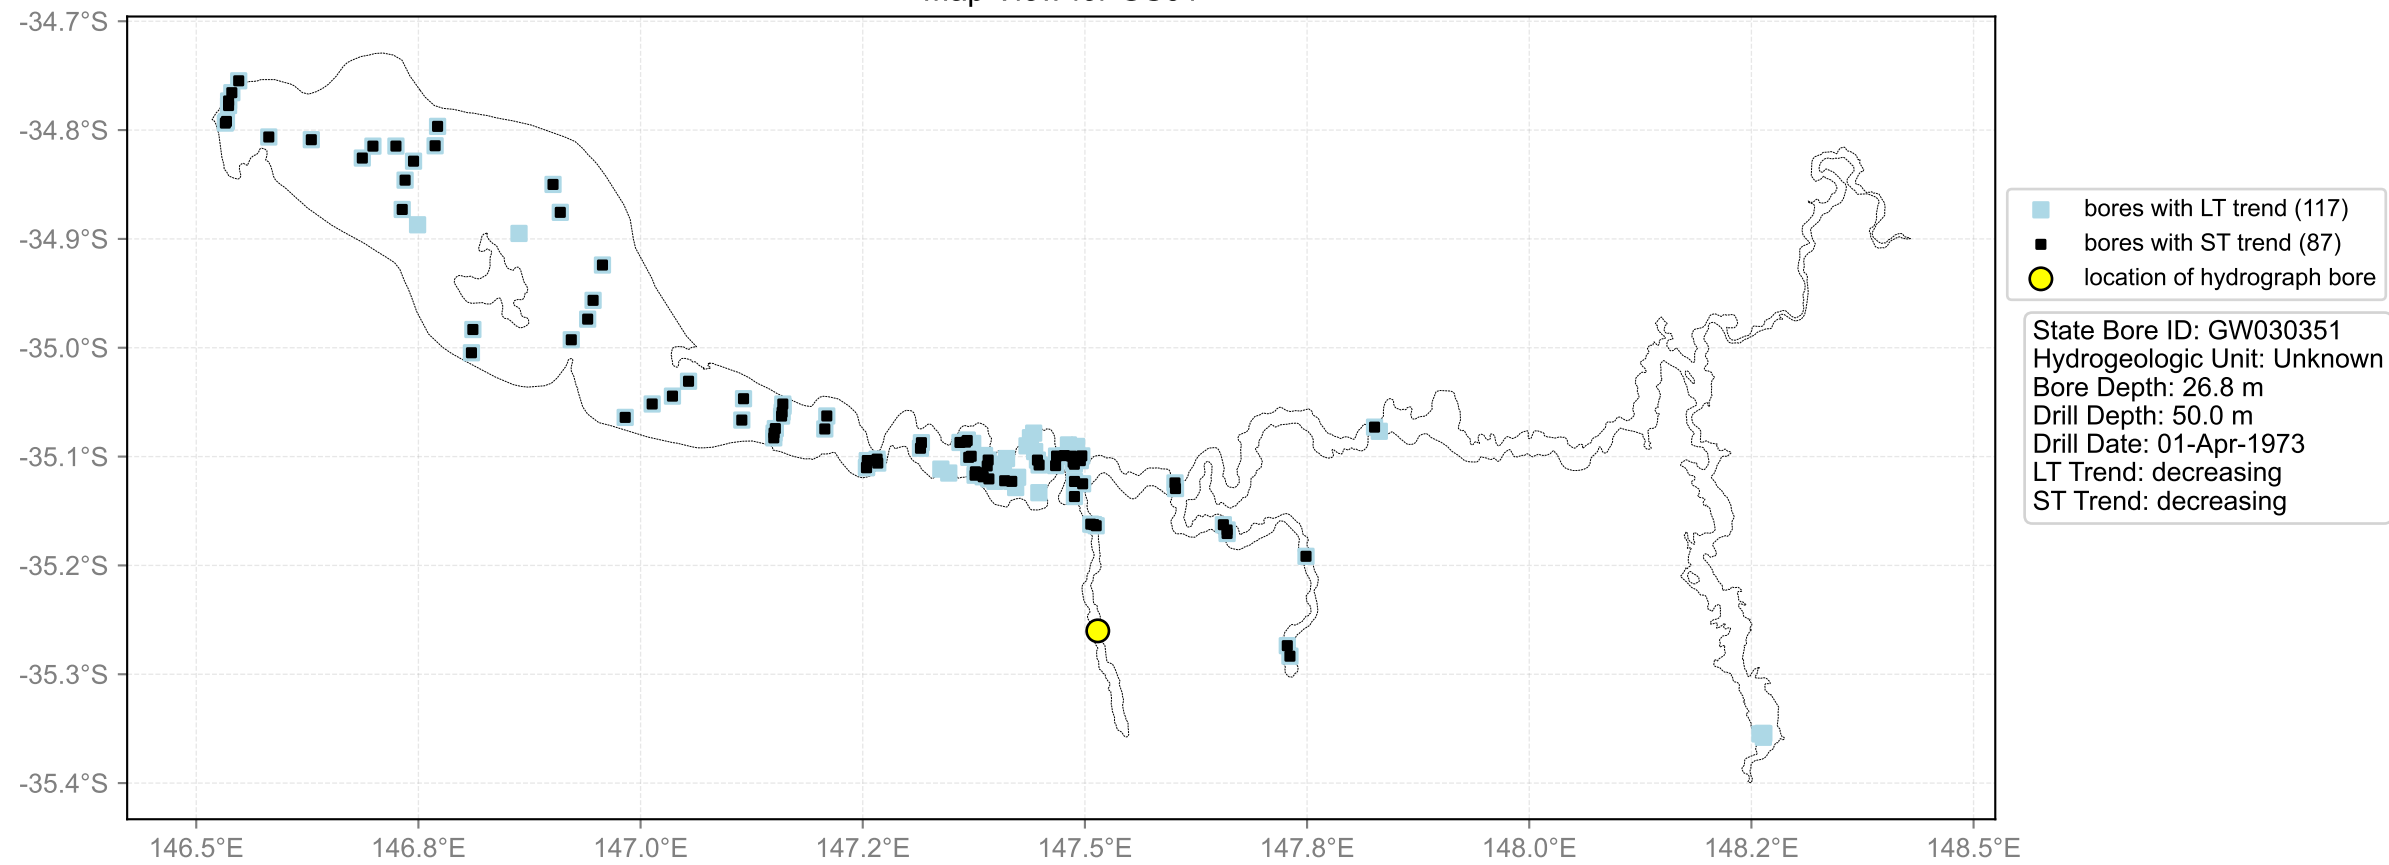 -34.7°S
-34.8°S
-34.9°S
-35.0°S
-35.1°S
-35.2°S
-35.3°S
-35.4°S
146.5°E
146.8°E
147.0°E
147.2°E
147.5°E
147.8°E
148.0°E
148.2°E
148.5°E
bores with LT trend (117)
bores with ST trend (87)
location of hydrograph bore
State Bore ID: GW030351
Hydrogeologic Unit: Unknown
Bore Depth: 26.8 m
Drill Depth: 50.0 m
Drill Date: 01-Apr-1973
LT Trend: decreasing
ST Trend: decreasing